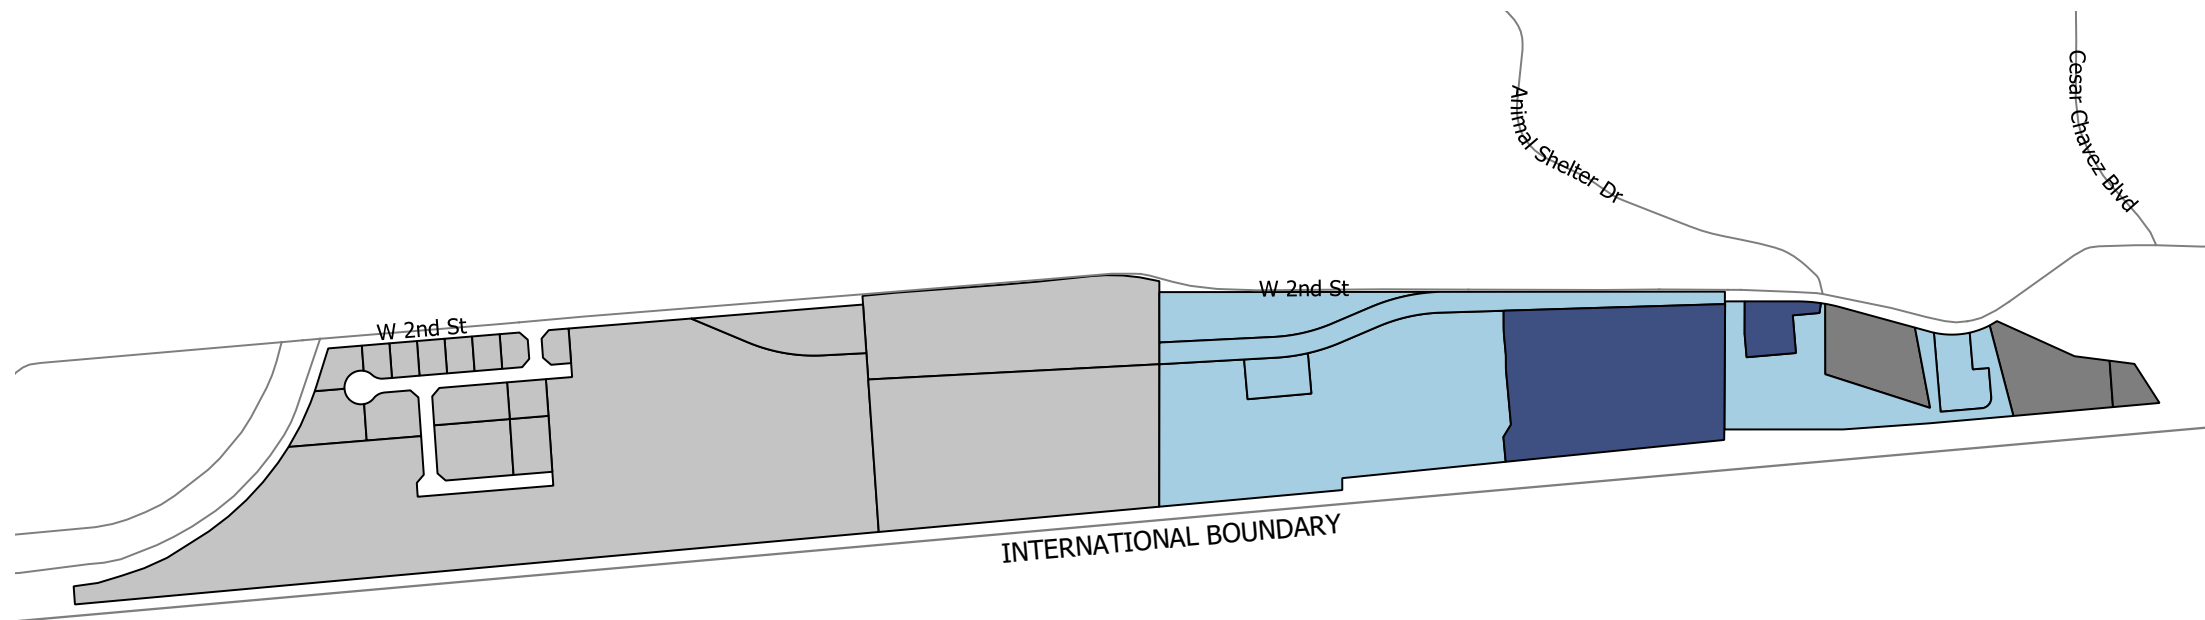 Cesar Chavez Blvd
Animal Shelter Dr
W 2nd St
W 2nd St
INTERNATIONAL BOUNDARY